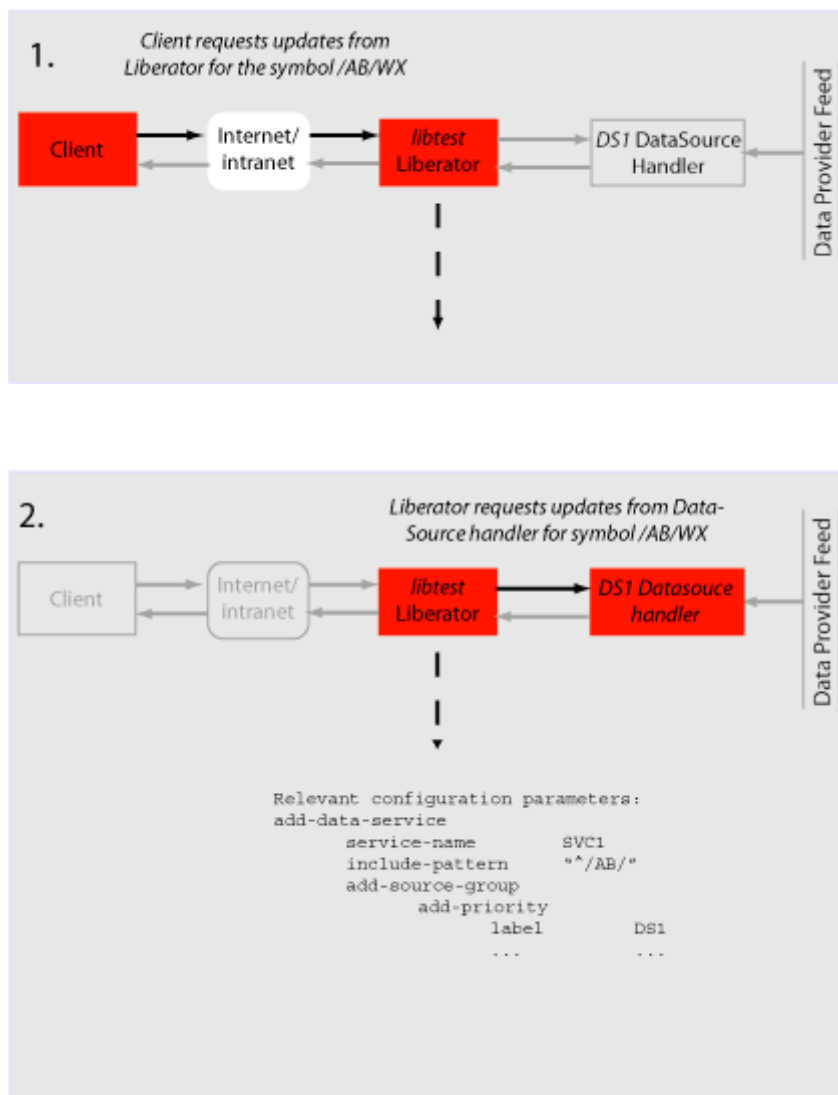 1.
Client requests updates from
Liberator for the symbol /AB/WX
Client
Internet/
intranet
libtest
Liberator
DS1 DataSource
Handler
Data Provider Feed
2.
Liberator requests updates from Data-
Source handler for symbol /AB/WX
Client
Internet/
intranet
libtest
Liberator
DS1 Datasouce
handler
Data Provider Feed
Relevant configuration parameters:
add-data-service
service-name SVC1
include-pattern "^/AB/"
add-source-group
add-priority
label DS1
... ...